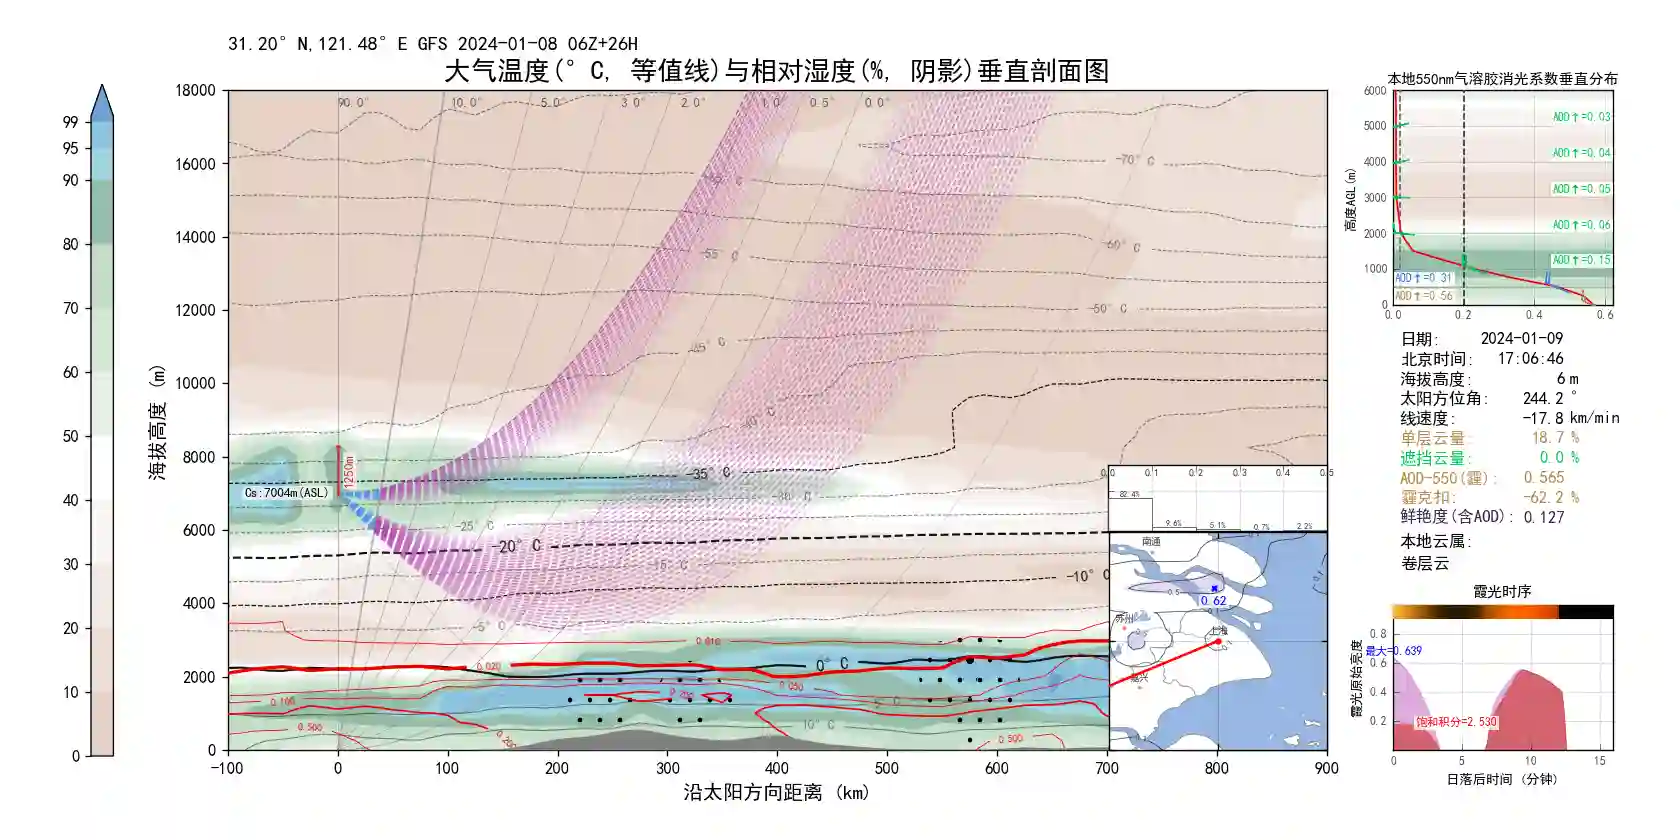 31.20° N,121.48° E GFS 2024-01-08 06Z+26H
大气温度(° C, 等值线)与相对湿度(%, 阴影)垂直剖面图
99
95
90
80
70
60
50
40
30
20
10
0
海拔高度 (m)
18000
16000
14000
12000
10000
8000
6000
4000
2000
0
90.0° 10.0° 5.0° 3.0° 2.0° 1.0° 0.5° 0.0°
-70° C
-60° C
-55° C
-50° C
-45° C
-40° C
-35° C
-30° C
-25° C
-20° C
-15° C
-10° C
-5° C
0° C
5° C
10° C
1250m
Cs:7004m(ASL)
0.010
0.020
0.050
0.100
0.200
0.200
0.500
0.500
-100 0 100 200 300 400 500 600 700 800 900
沿太阳方向距离 (km)
0.0 0.1 0.2 0.3 0.4 0.5
82.4%
9.6%
5.1%
0.7%
2.2%
南通
0.5
0.62
0.1
苏州
上海
嘉兴
本地550nm气溶胶消光系数垂直分布
高度AGL(m)
6000
5000
4000
3000
2000
1000
0
AOD↑=0.03
AOD↑=0.04
AOD↑=0.05
AOD↑=0.06
AOD↑=0.15
AOD↑=0.31
AOD↑=0.56
0.0 0.2 0.4 0.6
日期: 2024-01-09
北京时间: 17:06:46
海拔高度: 6 m
太阳方位角: 244.2 °
线速度: -17.8 km/min
单层云量: 18.7 %
遮挡云量: 0.0 %
AOD-550(霾): 0.565
霾克扣: -62.2 %
鲜艳度(含AOD): 0.127
本地云属:
卷层云
霞光时序
霞光原始亮度
0.8
0.6
0.4
0.2
最大=0.639
饱和积分=2.530
0 5 10 15
日落后时间 (分钟)